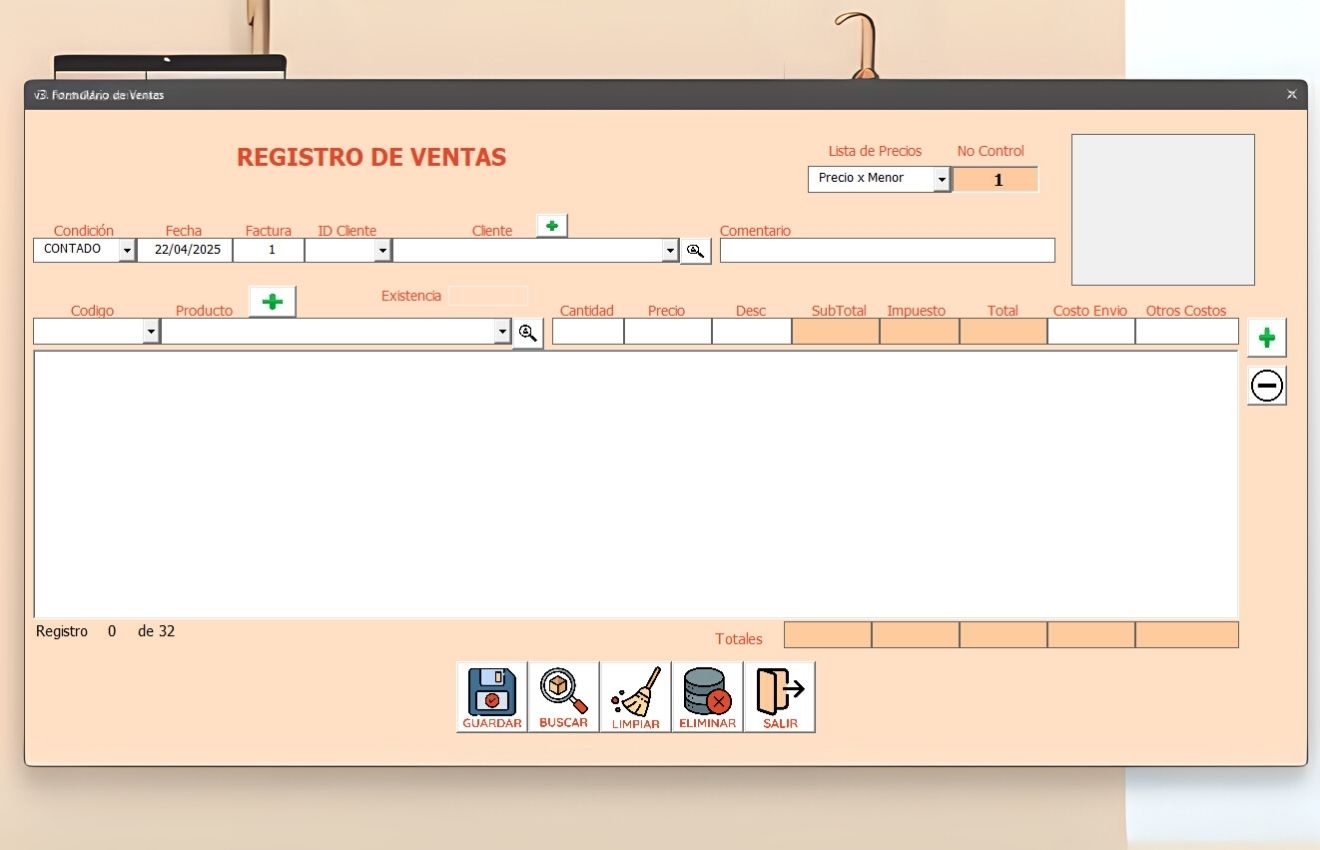 v3. Formulario de Ventas
REGISTRO DE VENTAS
Lista de Precios No Control
Precio x Menor 1
Condición Fecha Factura ID Cliente Cliente Comentario
CONTADO 22/04/2025 1
Existencia
Codigo Producto Cantidad Precio Desc SubTotal Impuesto Total Costo Envio Otros Costos
Registro 0 de 32
Totales
GUARDAR BUSCAR LIMPIAR ELIMINAR SALIR